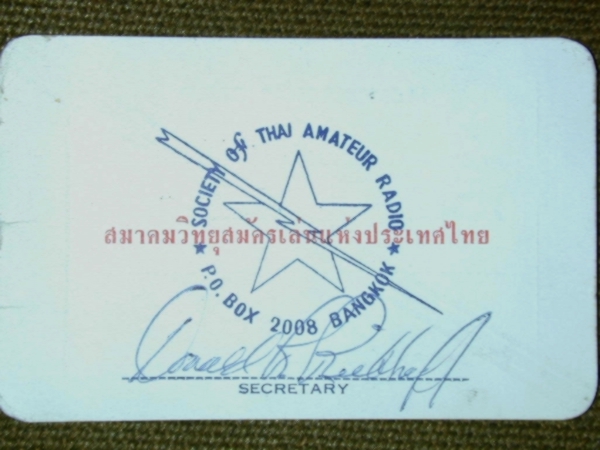 ★ SOCIETY OF THAI AMATEUR RADIO ★
สมาคมวิทยุสมัครเล่นแห่งประเทศไทย
P.O. BOX 2008 BANGKOK
Donald
SECRETARY